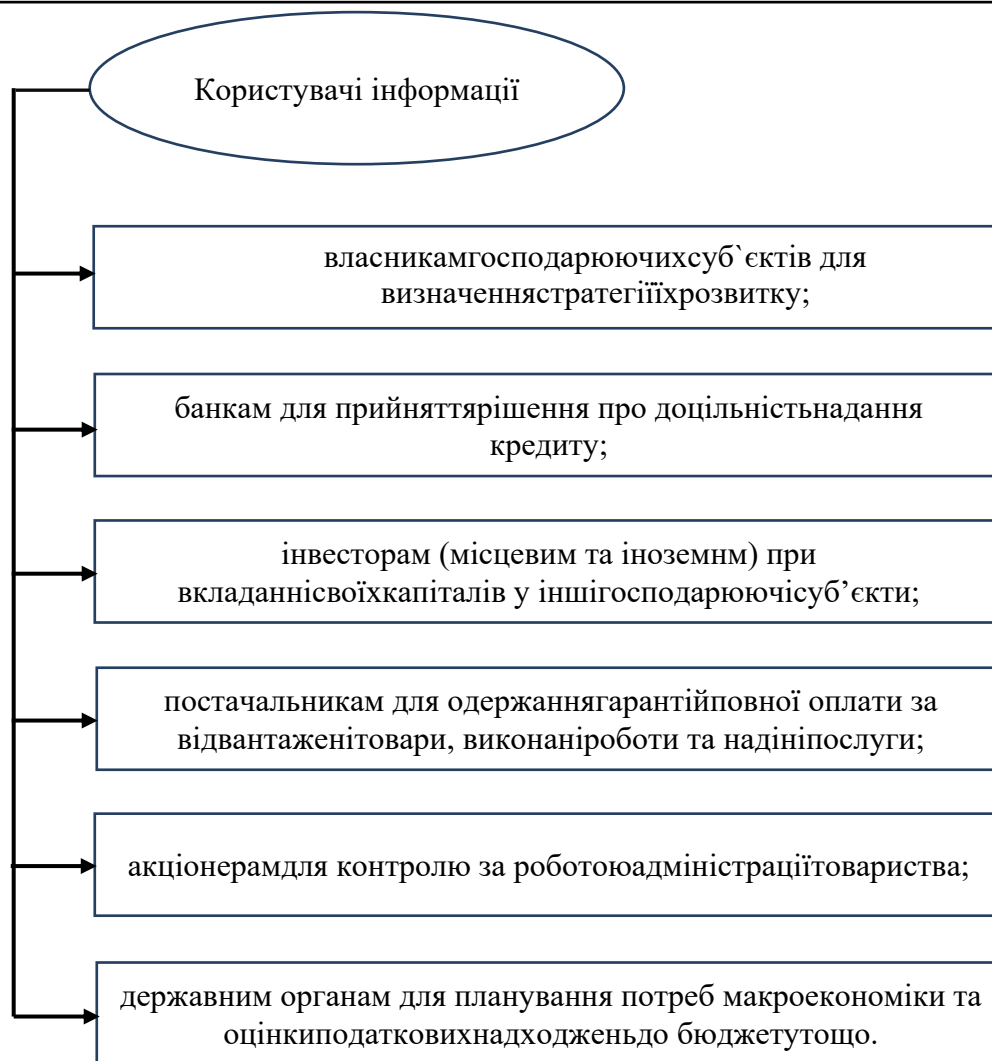 Користувачі інформації
власникамгосподарюючихсуб`єктів для
визначеннястратегіїїхрозвитку;
банкам для прийняттярішення про доцільністьнадання
кредиту;
інвесторам (місцевим та іноземнм) при
вкладаннісвоїхкапіталів у іншігосподарюючісуб’єкти;
постачальникам для одержаннягарантійповної оплати за
відвантаженітовари, виконаніроботи та надініпослуги;
акціонерамдля контролю за роботоюадміністраціїтовариства;
державним органам для планування потреб макроекономіки та
оцінкиподатковихнадходженьдо бюджетутощо.